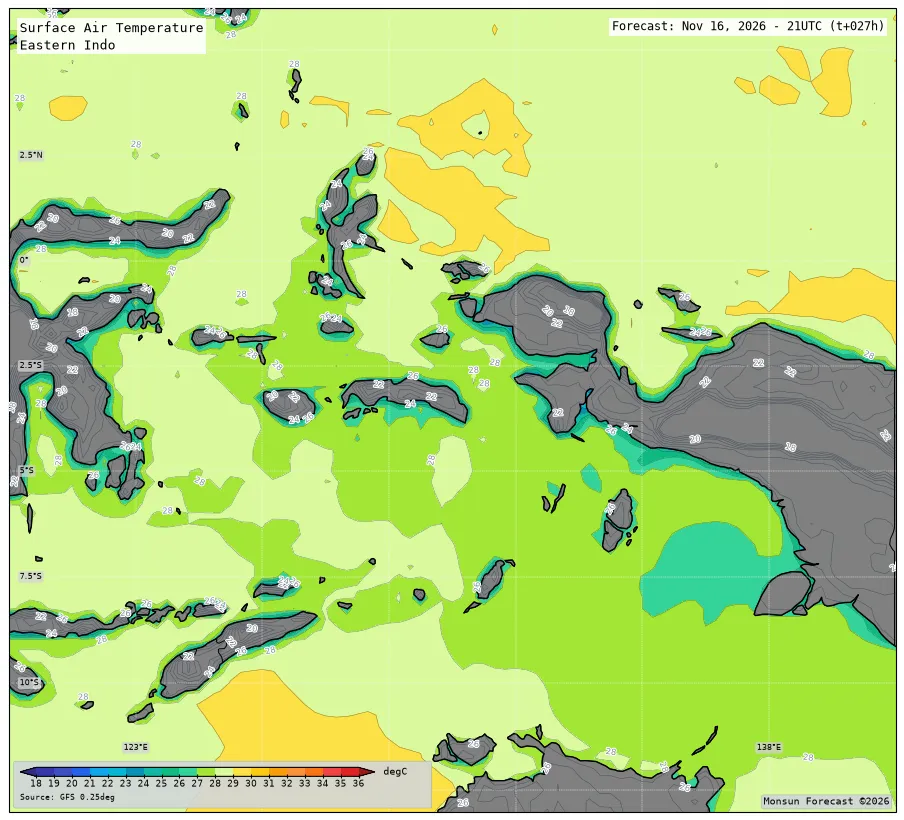 Surface Air Temperature
Eastern Indo
Forecast: Nov 16, 2026 - 21UTC (t+027h)
2.5°N
0°
2.5°S
5°S
7.5°S
10°S
123°E
138°E
degC
18 19 20 21 22 23 24 25 26 27 28 29 30 31 32 33 34 35 36
Source: GFS 0.25deg
Monsun Forecast ©2026